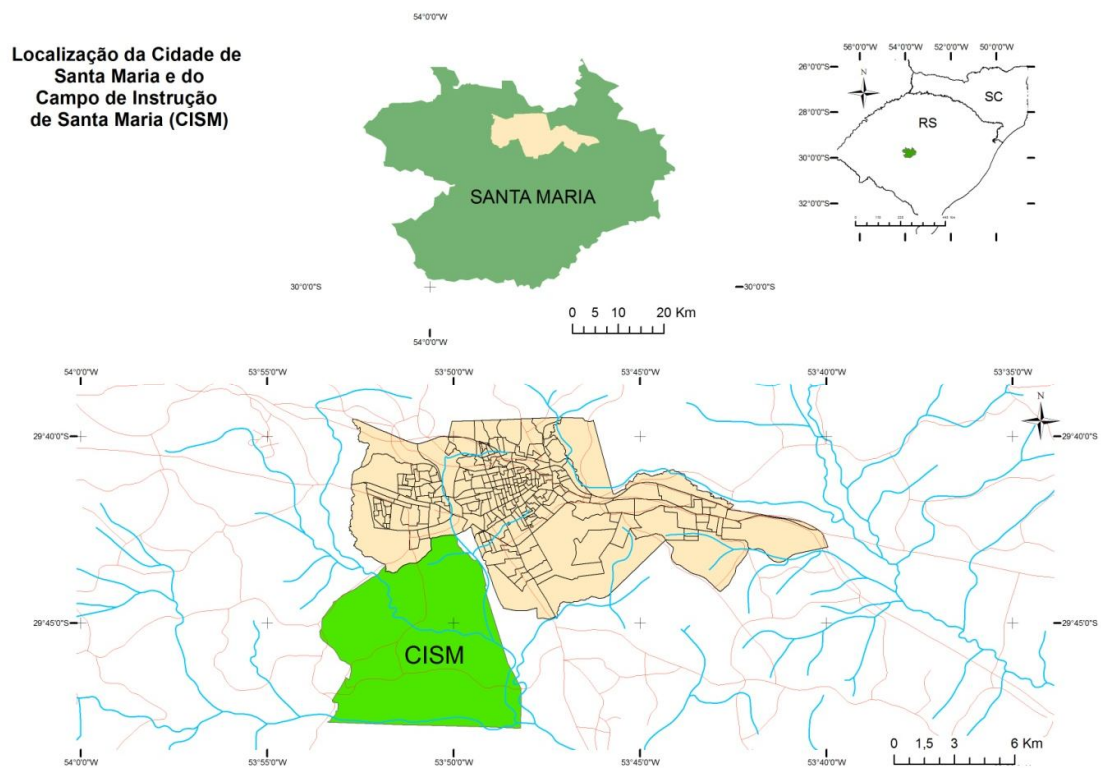 54°0'0"W
Localização da Cidade de
Santa Maria e do
Campo de Instrução
de Santa Maria (CISM)
SANTA MARIA
30°0'0"S
30°0'0"S
0 5 10 20 Km
54°0'0"W
56°0'0"W 54°0'0"W 52°0'0"W 50°0'0"W
26°0'0"S
N
SC
28°0'0"S
RS
30°0'0"S
32°0'0"S
54°0'0"W 53°55'0"W 53°50'0"W 53°45'0"W 53°40'0"W 53°35'0"W
N
29°40'0"S 29°40'0"S
29°45'0"S 29°45'0"S
CISM
0 1,5 3 6 Km
54°0'0"W 53°55'0"W 53°50'0"W 53°45'0"W 53°40'0"W